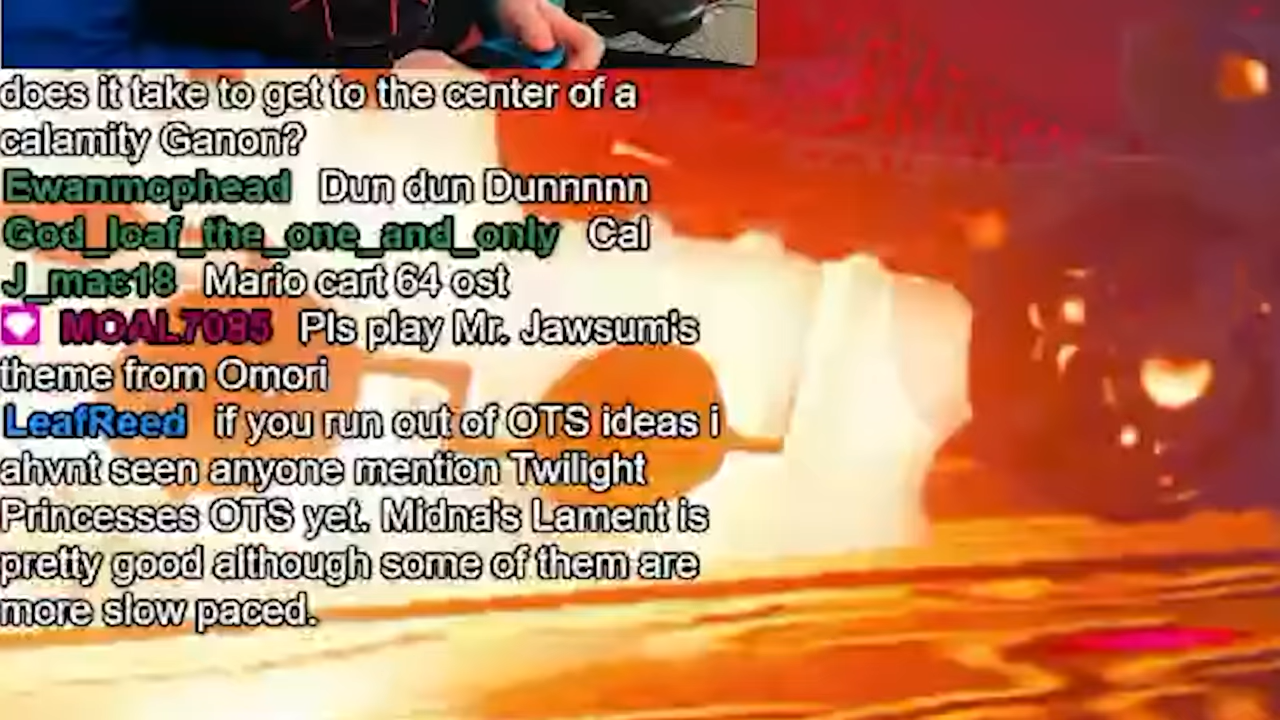 does it take to get to the center of a
calamity Ganon?
Ewanmophead Dun dun Dunnnnn
God_loaf_the_one_and_only Cal
J_mac18 Mario cart 64 ost
MOAL7085 Pls play Mr. Jawsum's
theme from Omori
LeafReed if you run out of OTS ideas i
ahvnt seen anyone mention Twilight
Princesses OTS yet. Midna's Lament is
pretty good although some of them are
more slow paced.